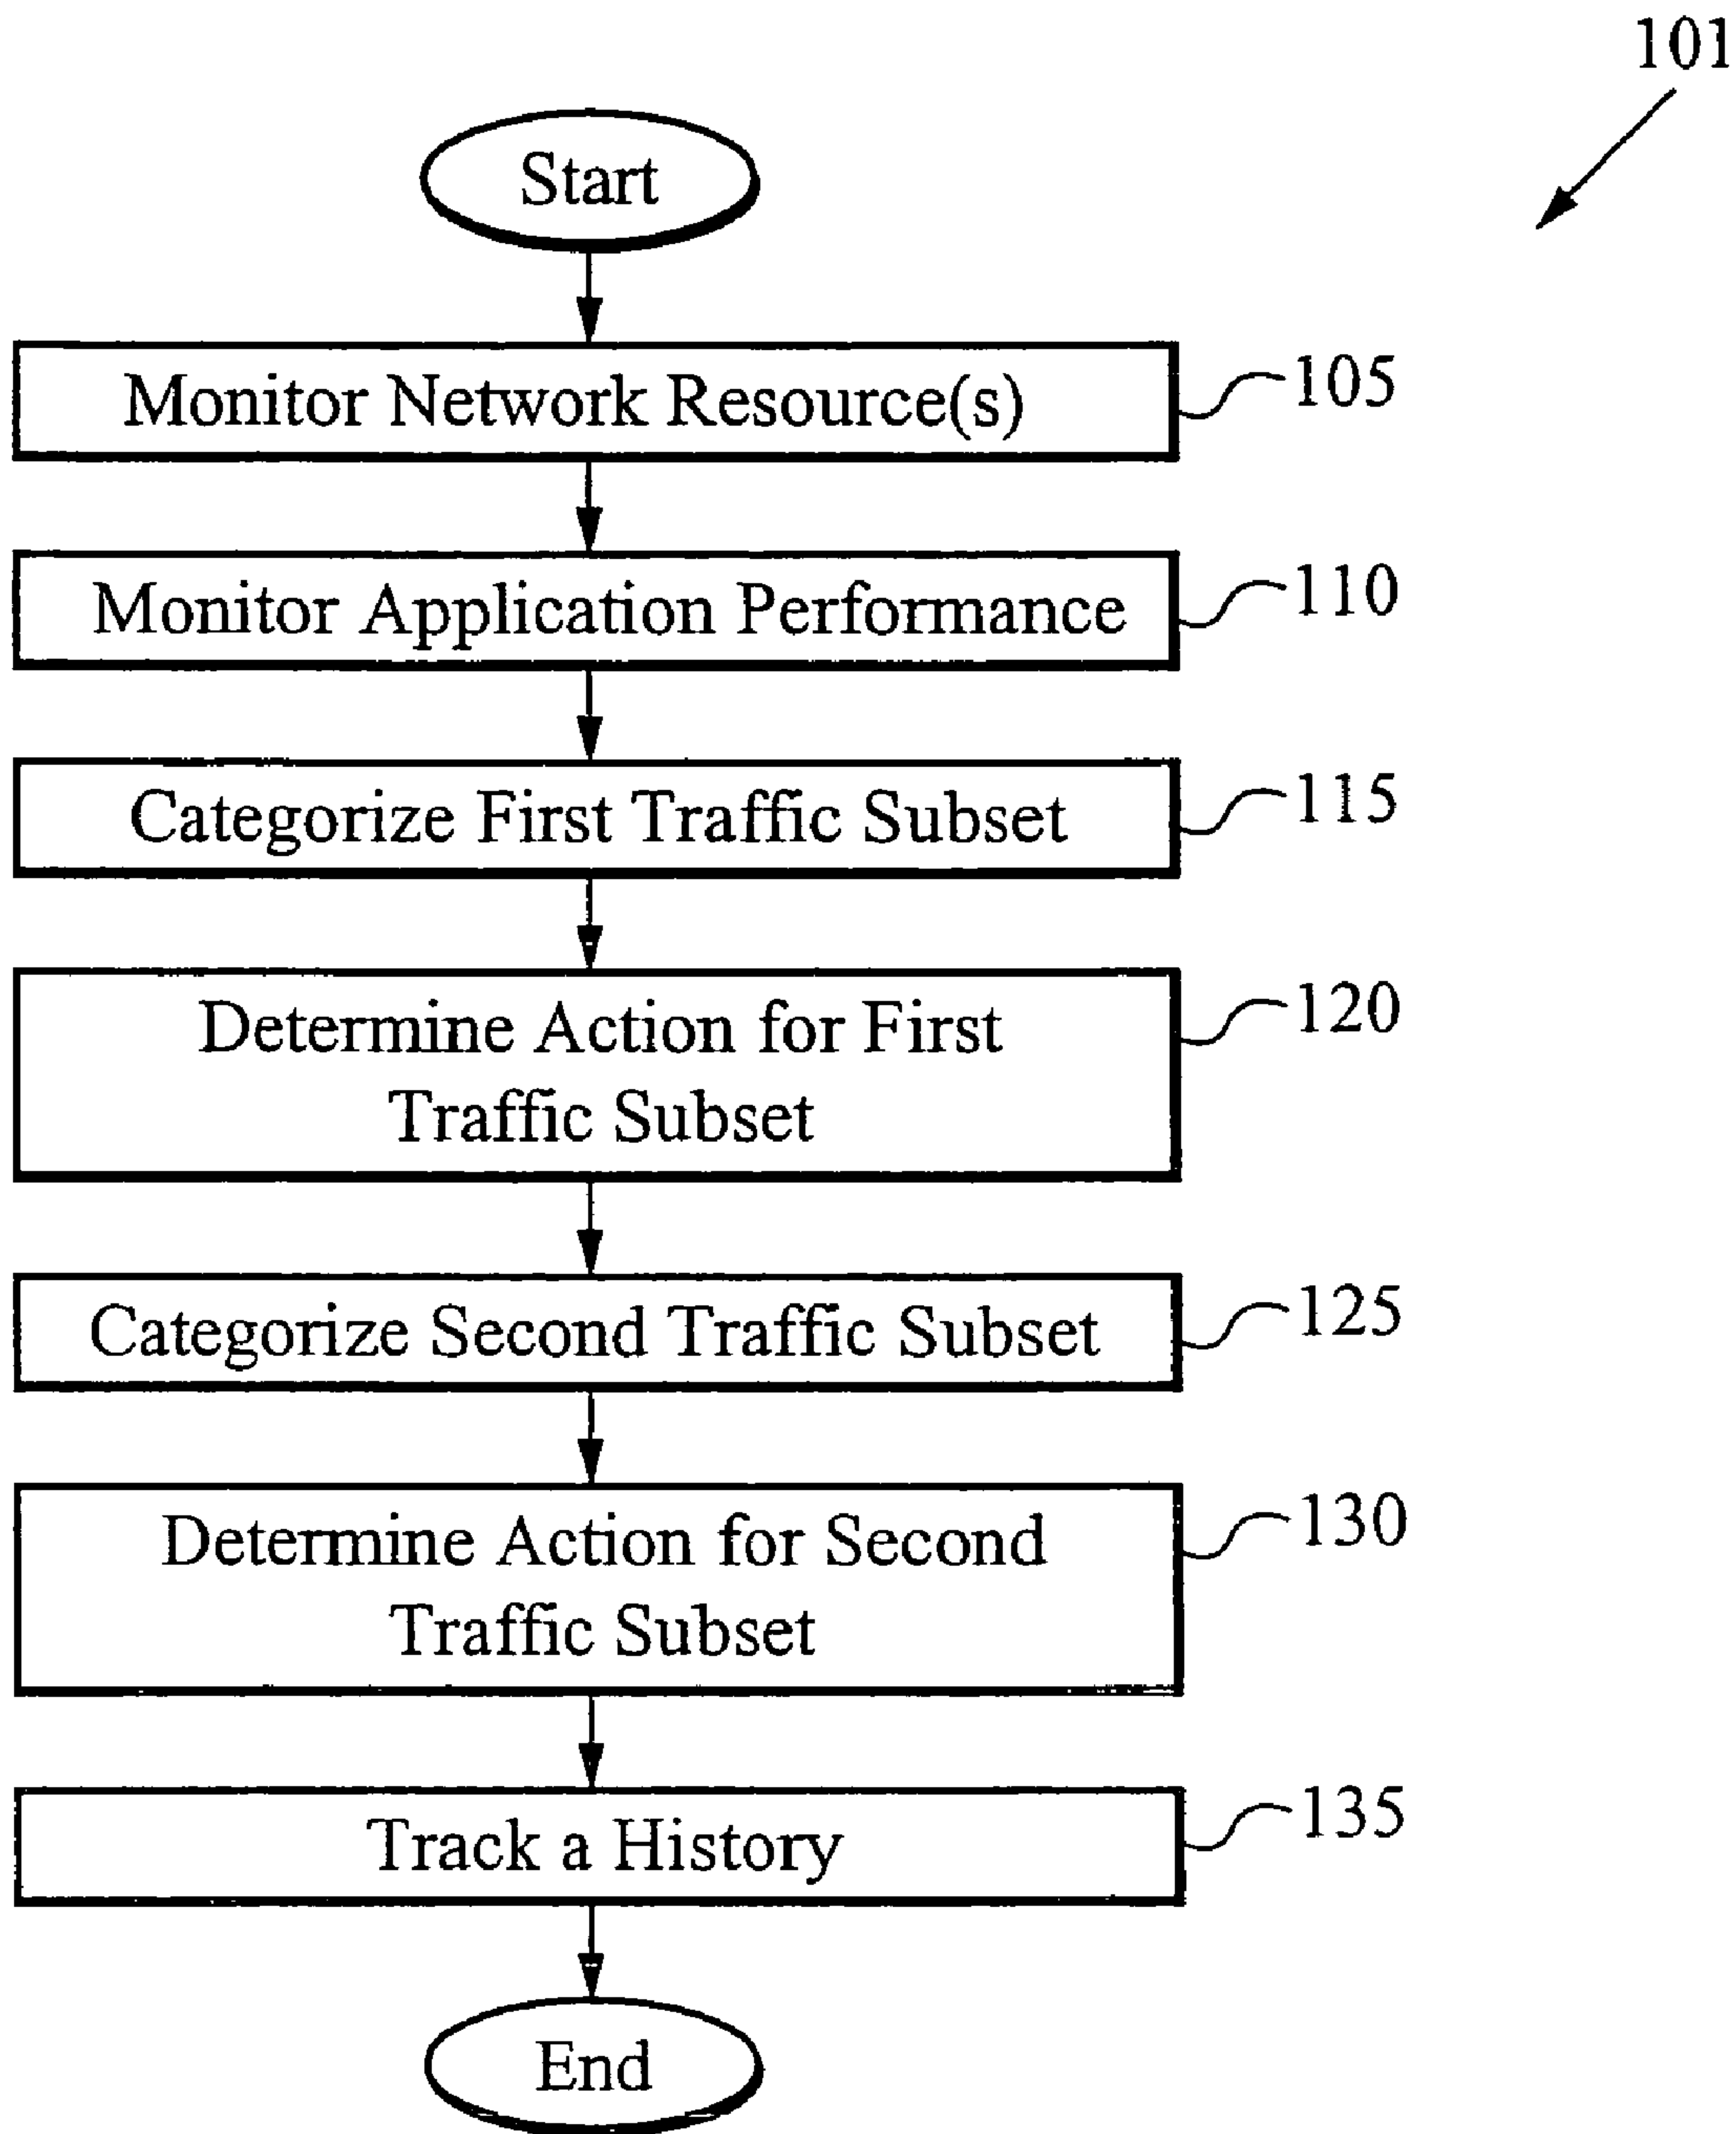 101
Start
Monitor Network Resource(s)
105
Monitor Application Performance
110
Categorize First Traffic Subset
115
Determine Action for First
Traffic Subset
120
Categorize Second Traffic Subset
125
Determine Action for Second
Traffic Subset
130
Track a History
135
End